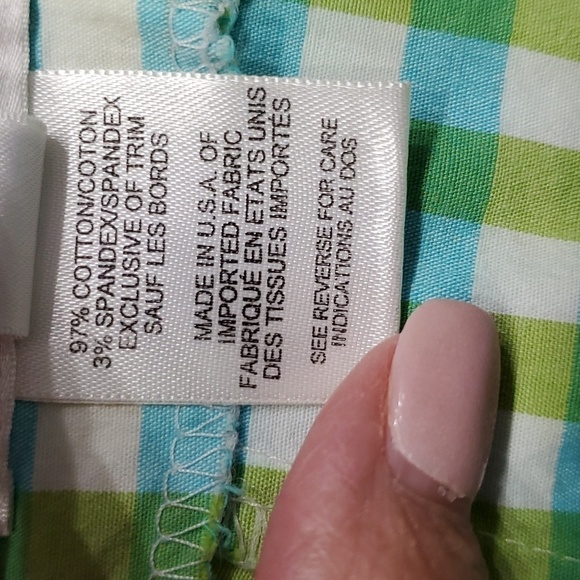 97% COTTON/COTON
3% SPANDEX/SPANDEX
EXCLUSIVE OF TRIM
SAUF LES BORDS
MADE IN U.S.A. OF
IMPORTED FABRIC
FABRIQUÉ EN ETATS UNIS
DES TISSUES IMPORTÉS
SEE REVERSE FOR CARE
INDICATIONS AU DOS